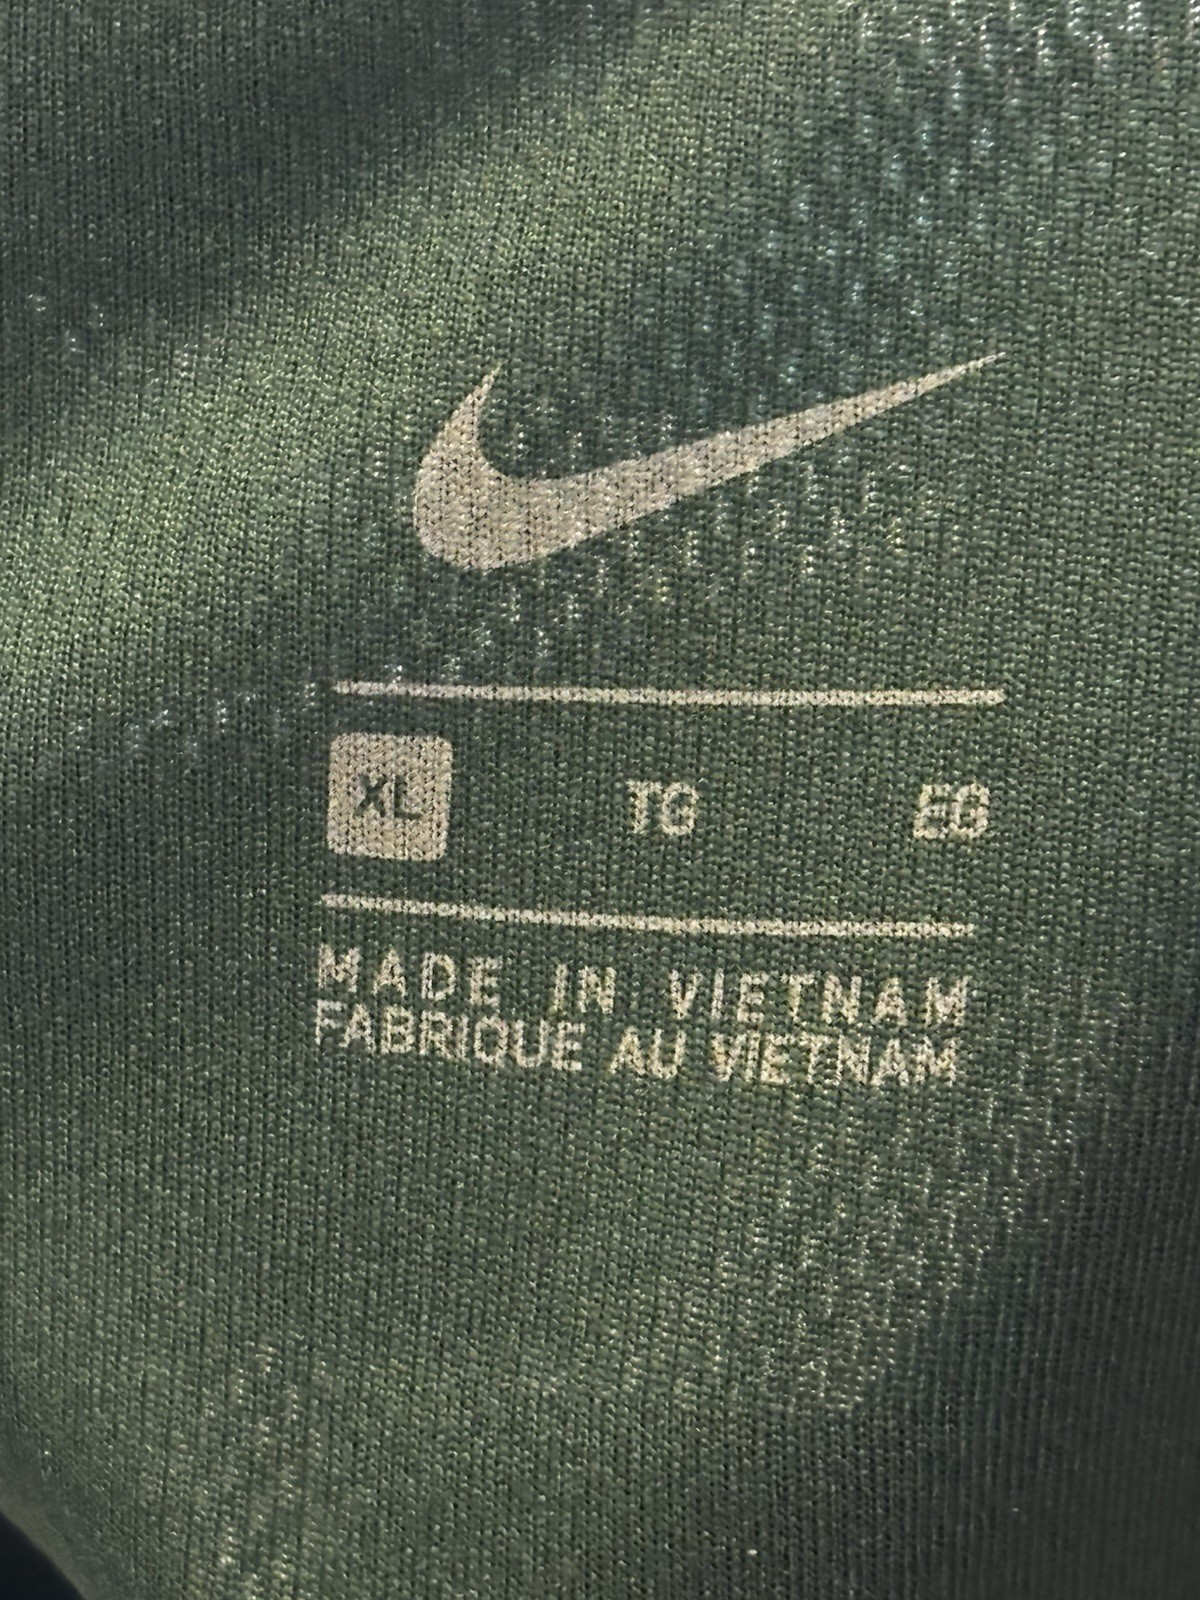 XL TG EG
MADE IN VIETNAM
FABRIQUE AU VIETNAM